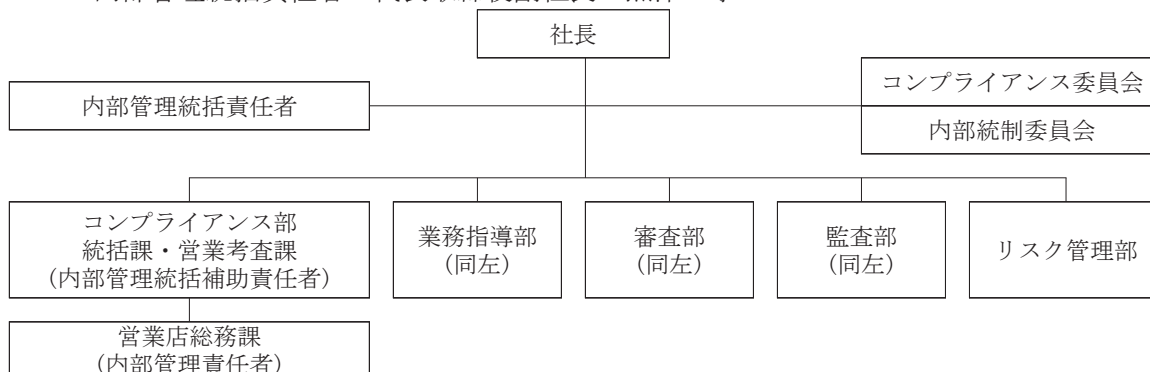 社長
内部管理統括責任者
コンプライアンス委員会
内部統制委員会
コンプライアンス部
統括課・営業考査課
(内部管理統括補助責任者)
業務指導部
(同左)
審査部
(同左)
監査部
(同左)
リスク管理部
営業店総務課
(内部管理責任者)